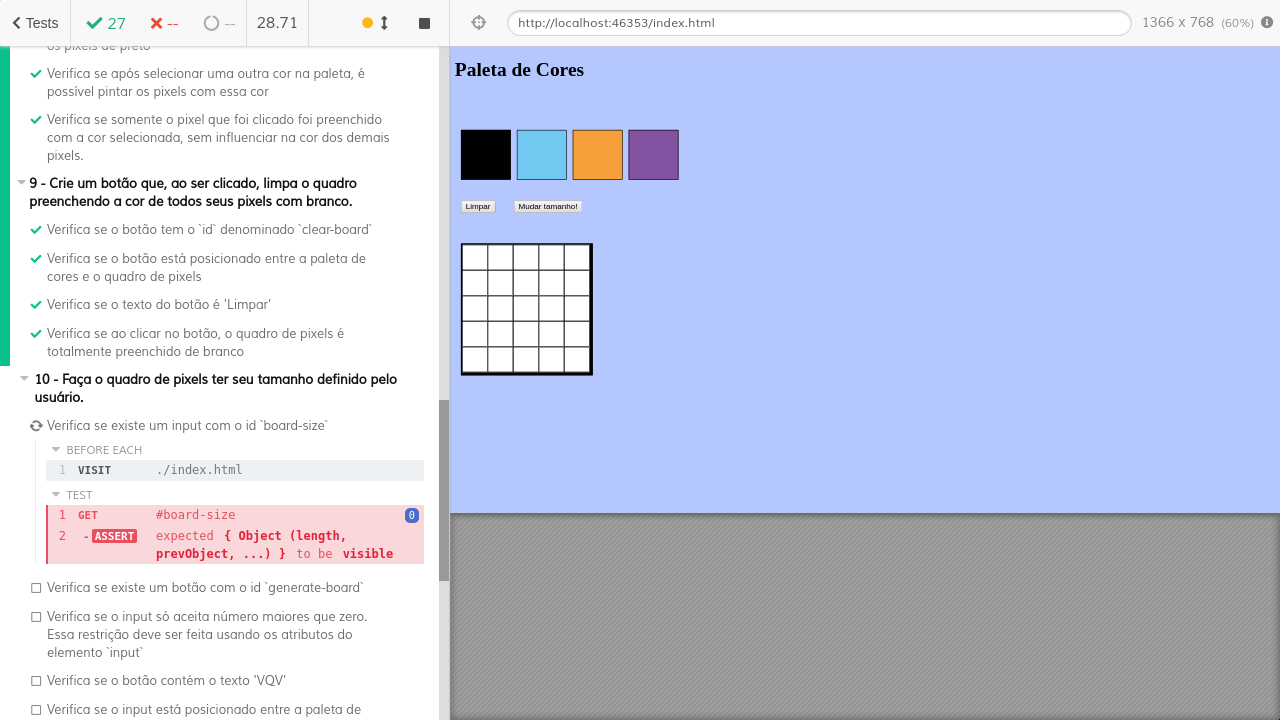 Tests
27
--
--
28.71
http://localhost:46353/index.html
1366 x 768 (60%)
os pixels de preto
Verifica se após selecionar uma outra cor na paleta, é
possível pintar os pixels com essa cor
Verifica se somente o pixel que foi clicado foi preenchido
com a cor selecionada, sem influenciar na cor dos demais
pixels.
9 - Crie um botão que, ao ser clicado, limpa o quadro
preenchendo a cor de todos seus pixels com branco.
Verifica se o botão tem o `id` denominado `clear-board`
Verifica se o botão está posicionado entre a paleta de
cores e o quadro de pixels
Verifica se o texto do botão é 'Limpar'
Verifica se ao clicar no botão, o quadro de pixels é
totalmente preenchido de branco
10 - Faça o quadro de pixels ter seu tamanho definido pelo
usuário.
Verifica se existe um input com o id `board-size`
BEFORE EACH
1 VISIT ./index.html
TEST
1 GET #board-size 0
2 -ASSERT expected { Object (length,
prevObject, ...) } to be visible
Verifica se existe um botão com o id `generate-board`
Verifica se o input só aceita número maiores que zero.
Essa restrição deve ser feita usando os atributos do
elemento `input`
Verifica se o botão contém o texto 'VQV'
Verifica se o input está posicionado entre a paleta de
Paleta de Cores
Limpar
Mudar tamanho!